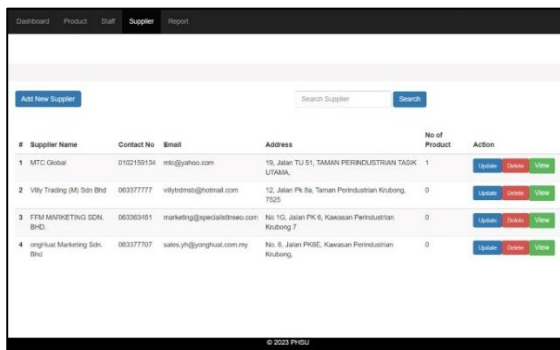 Dashboard Product Staff Supplier Report
Add New Supplier Search Supplier Search
No of
# Supplier Name Contact No Email Address Product Action
1 MTC Global 0102159134 mtc@yahoo.com 19, Jalan TU 51, TAMAN PERINDUSTRIAN TASIK 1 Update Delete View
UTAMA,
2 Villy Trading (M) Sdn Bhd 063377777 villytrdmsb@hotmail.com 12, Jalan Pk 8a, Taman Perindustrian Krubong, 0 Update Delete View
7525
3 FFM MARKETING SDN. 063363461 marketing@specialistinseo.com No 1G, Jalan PK 6, Kawasan Perindustrian 0 Update Delete View
BHD. Krubong 7
4 ongHuat Marketing Sdn. 063377707 sales.yh@yonghuat.com.my No. 8, Jalan PK8E, Kawasan Perindustrian 0 Update Delete View
Bhd Krubong,
© 2023 PHSU